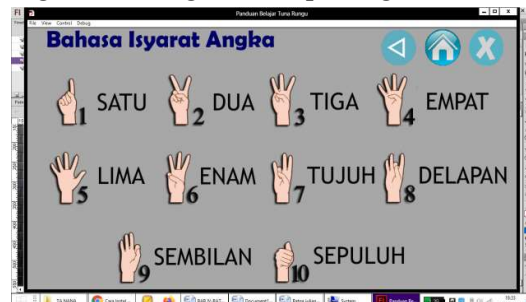 Panduan Belajar Tuna Rungu
File View Control Debug
Bahasa Isyarat Angka
X
1 SATU 2 DUA 3 TIGA 4 EMPAT
5 LIMA 6 ENAM 7 TUJUH 8 DELAPAN
9 SEMBILAN 10 SEPULUH